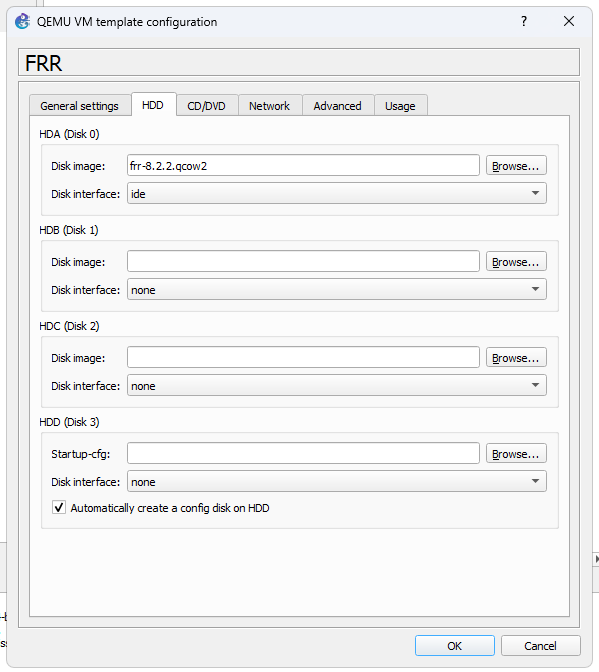 QEMU VM template configuration ?
FRR
General settings HDD CD/DVD Network Advanced Usage
HDA (Disk 0)
Disk image: frr-8.2.2.qcow2 Browse...
Disk interface: ide
HDB (Disk 1)
Disk image: Browse...
Disk interface: none
HDC (Disk 2)
Disk image: Browse...
Disk interface: none
HDD (Disk 3)
Startup-cfg: Browse...
Disk interface: none
Automatically create a config disk on HDD
OK Cancel